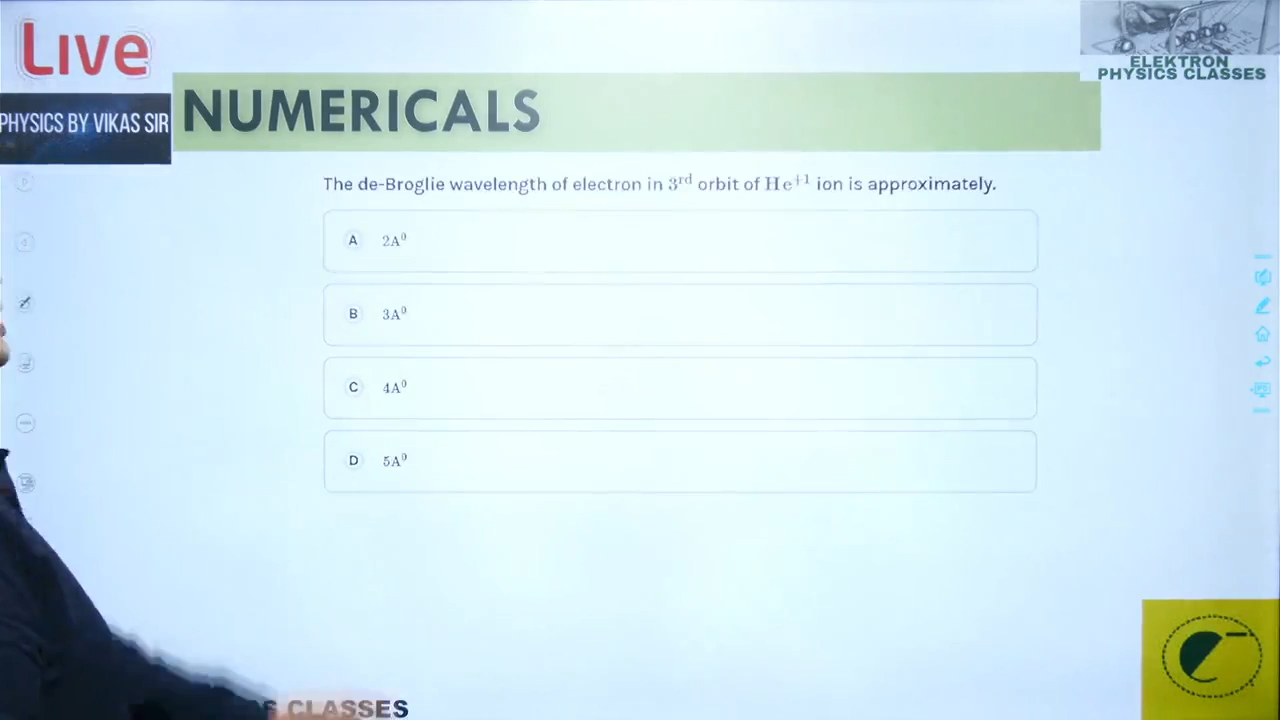 Live
ELEKTRON
PHYSICS CLASSES
PHYSICS BY VIKAS SIR
NUMERICALS
The de-Broglie wavelength of electron in 3rd orbit of He+1 ion is approximately.
A 2A0
B 3A0
C 4A0
D 5A0
S CLASSES